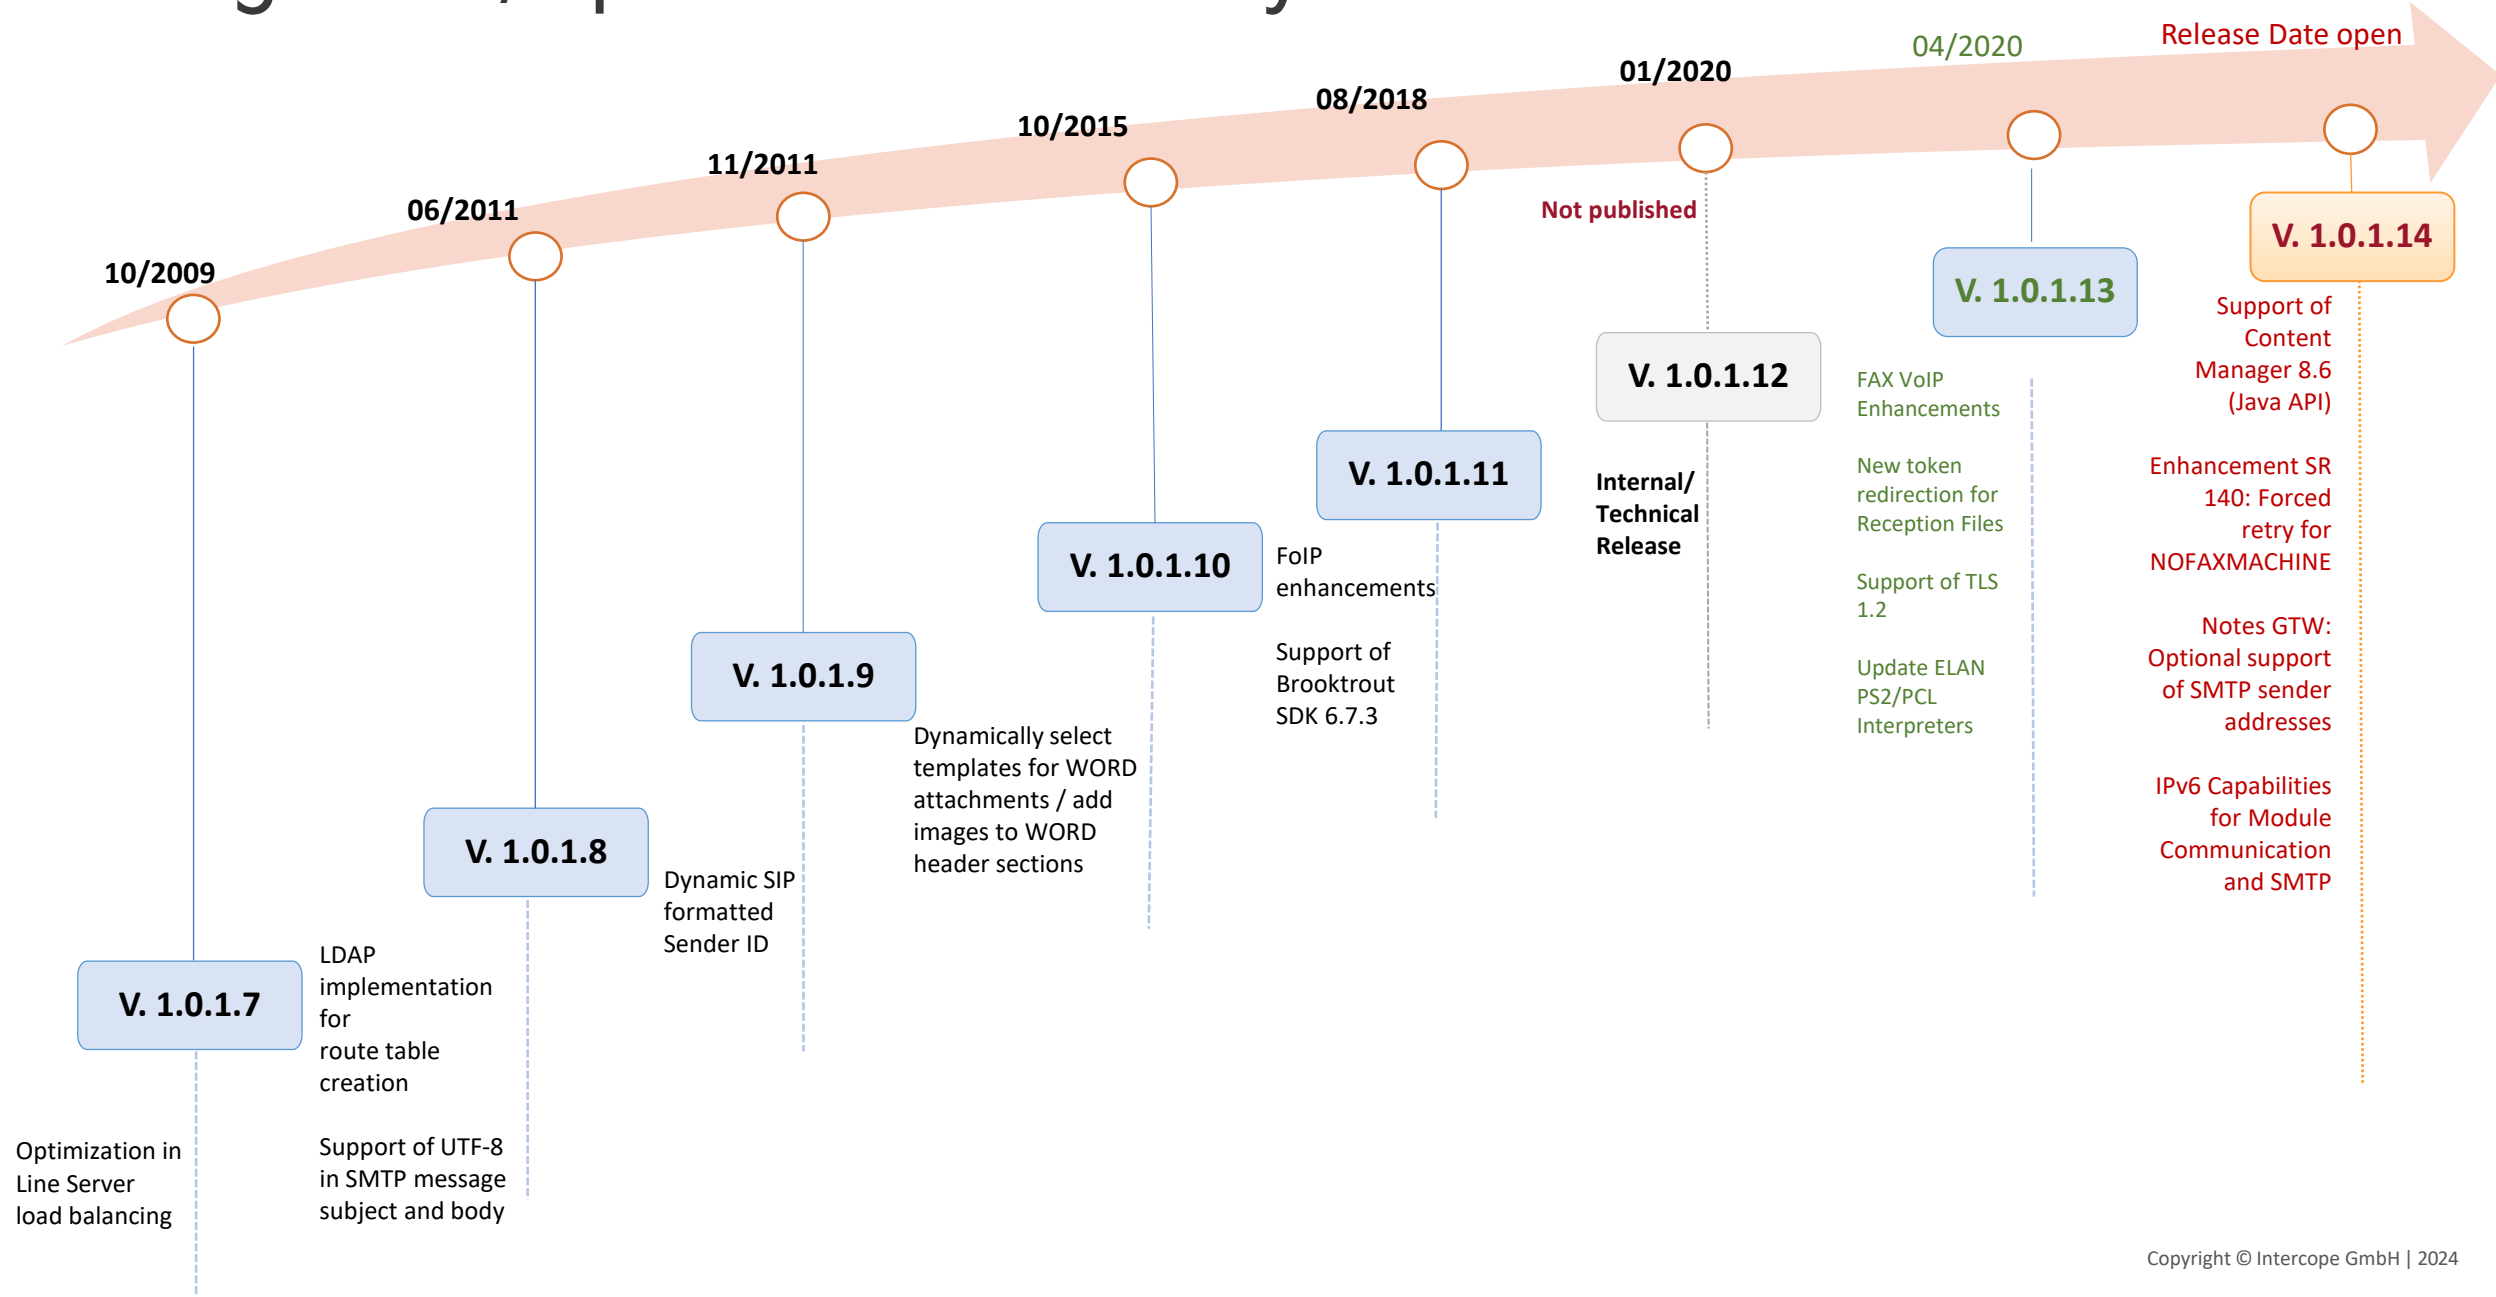 10/2009
06/2011
11/2011
10/2015
08/2018
01/2020
04/2020
Release Date open
Not published
V. 1.0.1.7
Optimization in
Line Server
load balancing
V. 1.0.1.8
LDAP
implementation
for
route table
creation
Support of UTF-8
in SMTP message
subject and body
V. 1.0.1.9
Dynamic SIP
formatted
Sender ID
V. 1.0.1.10
Dynamically select
templates for WORD
attachments / add
images to WORD
header sections
V. 1.0.1.11
FoIP
enhancements
Support of
Brooktrout
SDK 6.7.3
V. 1.0.1.12
Internal/
Technical
Release
V. 1.0.1.13
FAX VoIP
Enhancements
New token
redirection for
Reception Files
Support of TLS
1.2
Update ELAN
PS2/PCL
Interpreters
V. 1.0.1.14
Support of
Content
Manager 8.6
(Java API)
Enhancement SR
140: Forced
retry for
NOFAXMACHINE
Notes GTW:
Optional support
of SMTP sender
addresses
IPv6 Capabilities
for Module
Communication
and SMTP
Copyright © Intercope GmbH | 2024